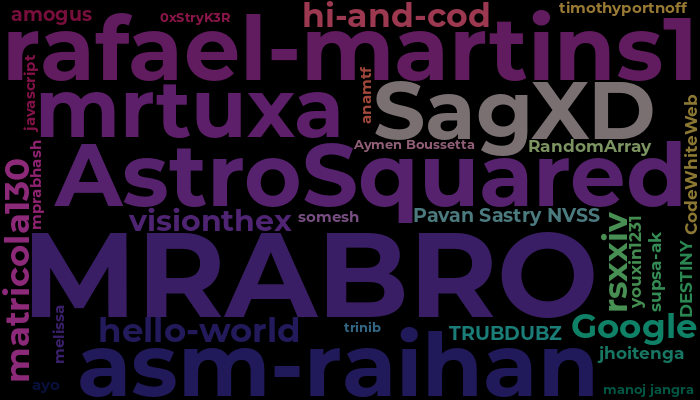 amogus
0xStryK3R
hi-and-cod
timothyportnoff
rafael-martins1
javascript
mrtuxa
anamtf
SagXD
CodeWhiteWeb
mprabhash
Aymen Boussetta
RandomArray
AstroSquared
matricola130
visionthex
somesh
Pavan Sastry NVSS
rsxxiv
youxin1231
supsa-ak
DESTINY
MRABRO
melissa
hello-world
trinib
TRUBDUBZ
Google
asm-raihan
jhoitenga
ayo
manoj jangra